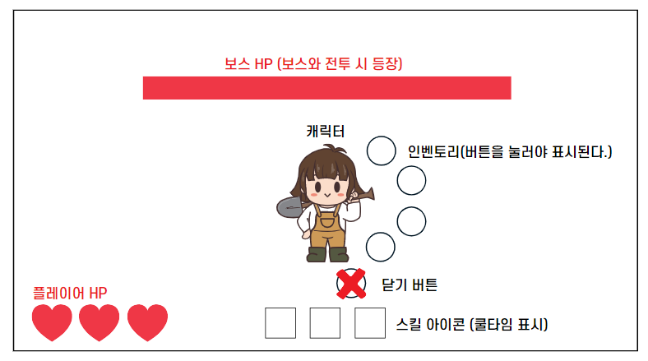 보스 HP (보스와 전투 시 등장)
캐릭터
인벤토리(버튼을 눌러야 표시된다.)
닫기 버튼
플레이어 HP
스킬 아이콘 (쿨타임 표시)